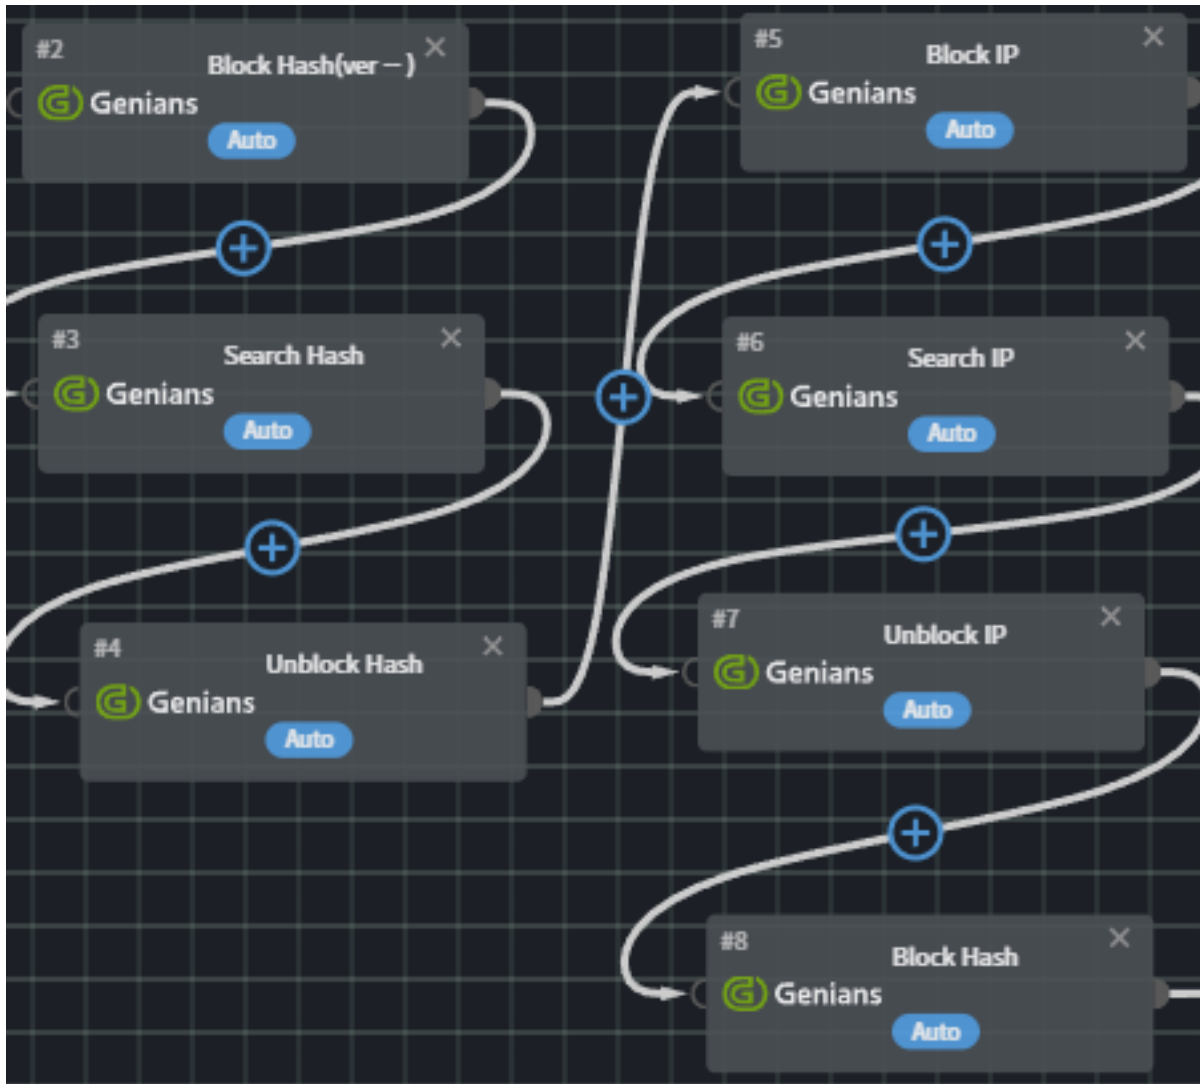 #2
Block Hash(ver ─ )
Genians
Auto
#3
Search Hash
Genians
Auto
#4
Unblock Hash
Genians
Auto
#5
Block IP
Genians
Auto
#6
Search IP
Genians
Auto
#7
Unblock IP
Genians
Auto
#8
Block Hash
Genians
Auto